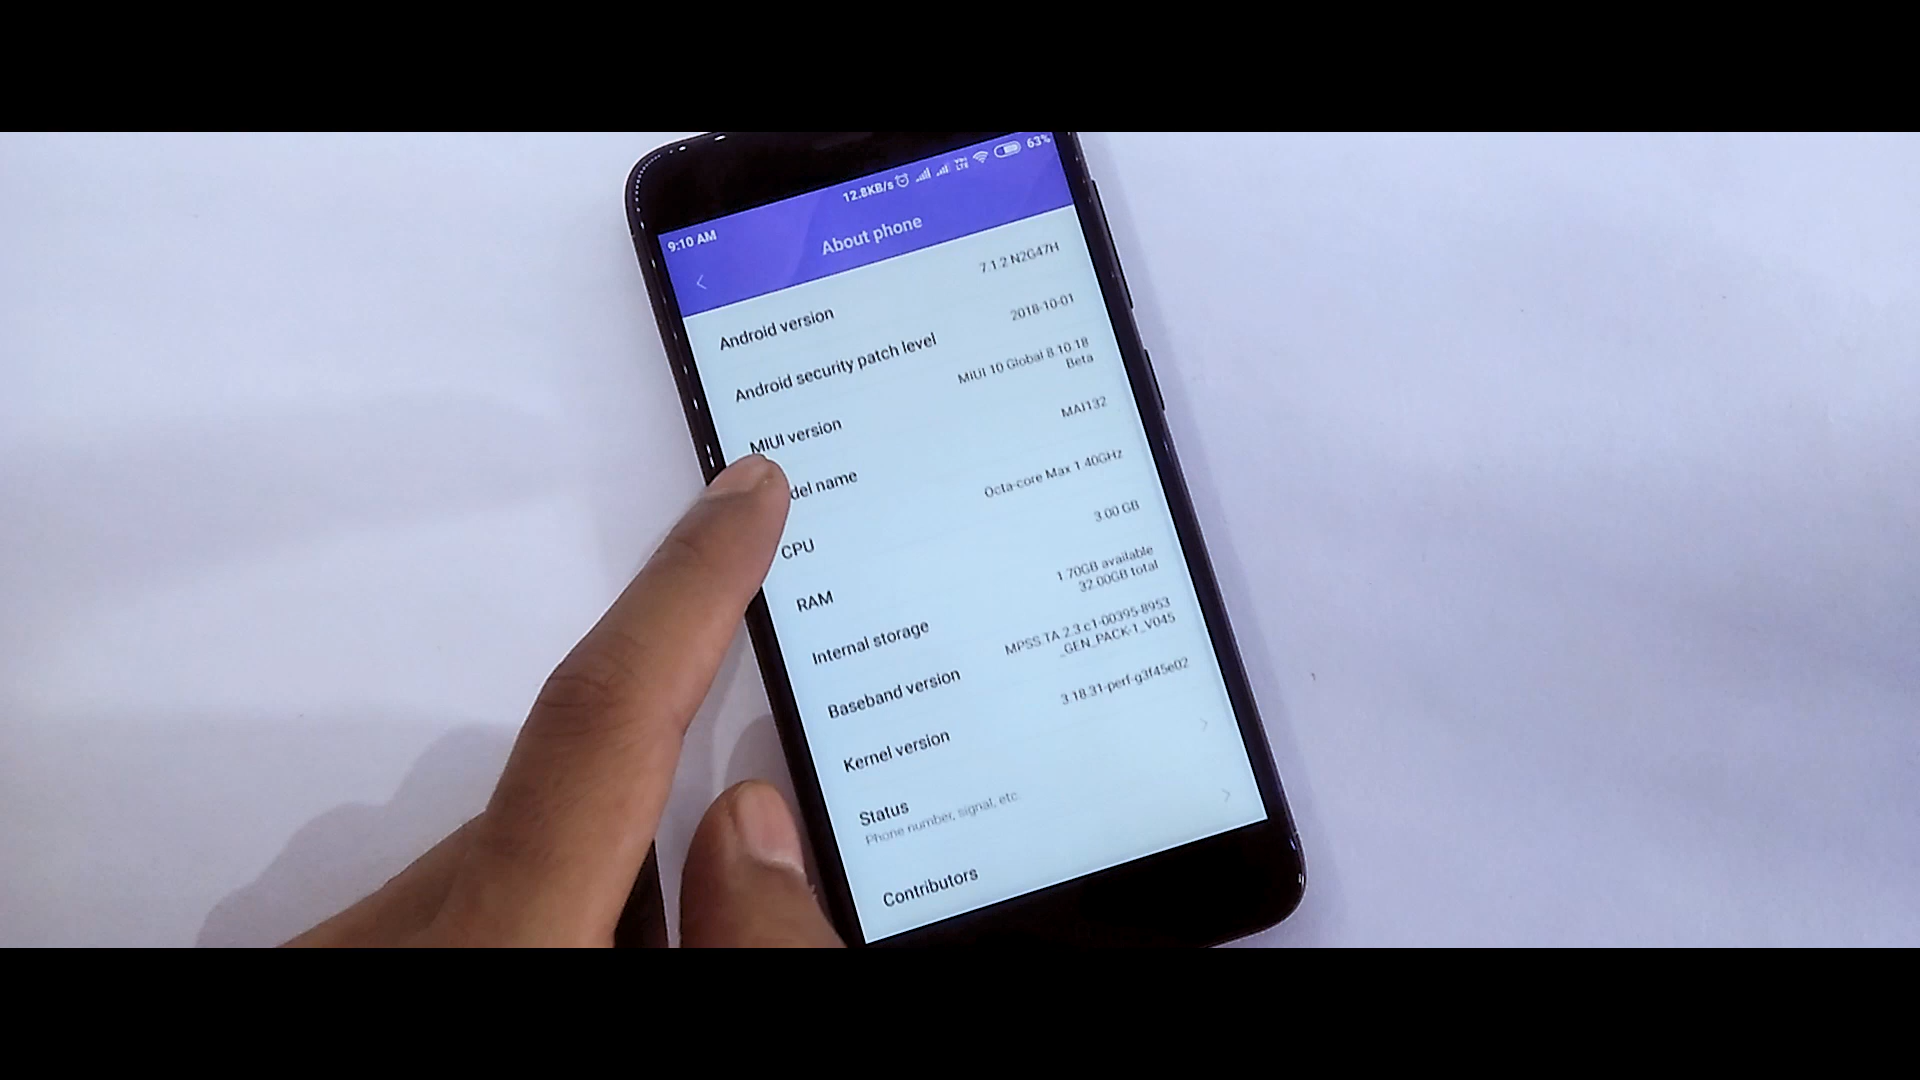 12.8KB/s 63%
9:10 AM
About phone
Android version 7.1.2 N2G47H
Android security patch level 2018-10-01
MIUI version MIUI 10 Global 8.10.18
Beta
del name MAI132
CPU Octa-core Max 1.40GHz
RAM 3.00 GB
Internal storage 1.70GB available
32.00GB total
Baseband version MPSS.TA.2.3.c1-00395-8953
_GEN_PACK-1_V045
Kernel version 3.18.31-perf-g3f45e02
Status
Phone number, signal, etc.
Contributors